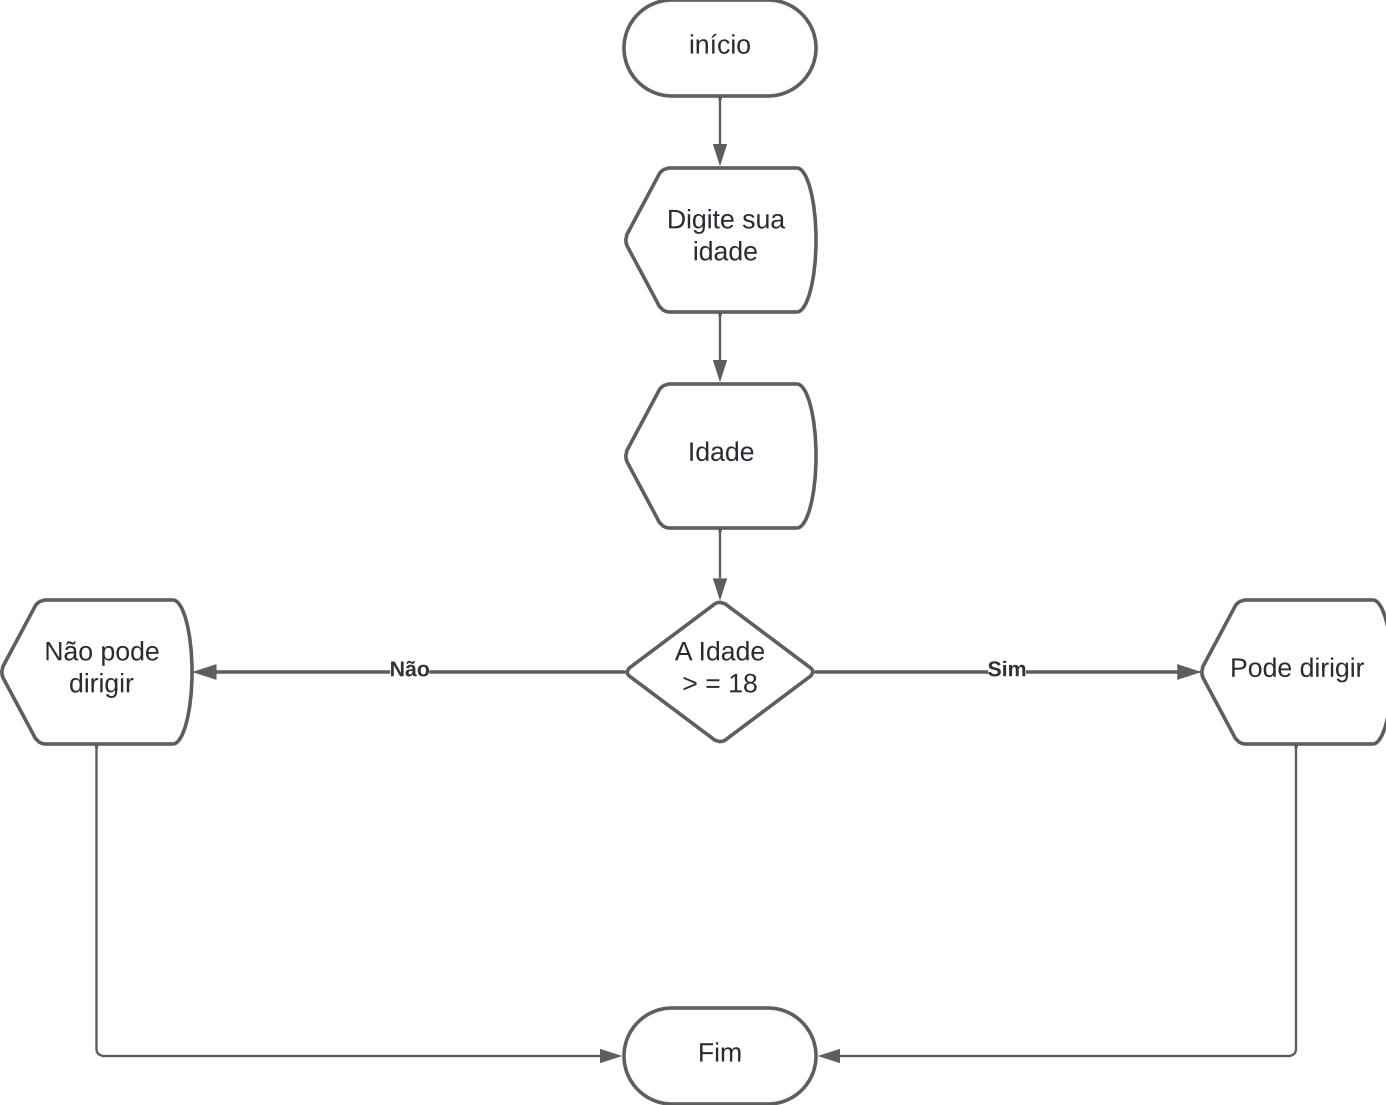 início
Digite sua
idade
Idade
A Idade
> = 18
Não
Sim
Não pode
dirigir
Pode dirigir
Fim